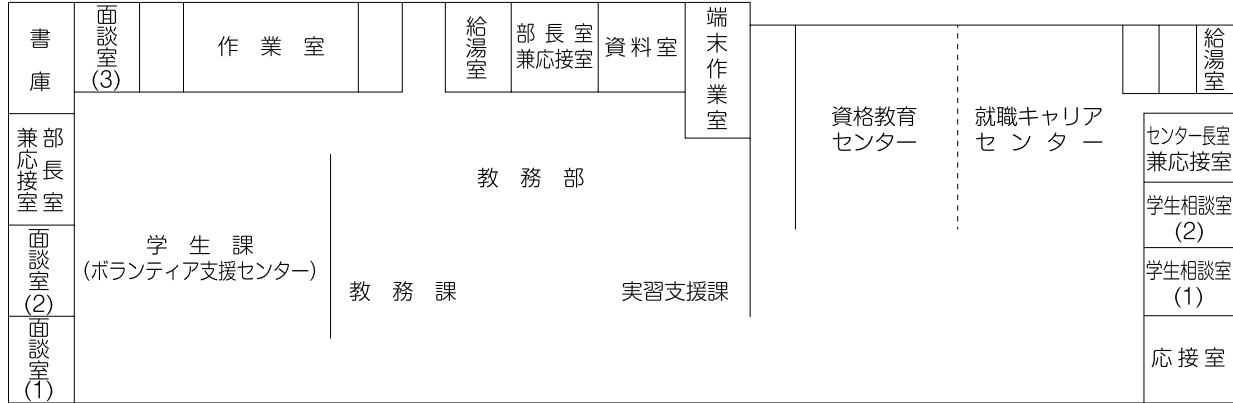 書庫
面談室
(3)
作業室
給湯室
部長室
兼応接室
資料室
端末作業室
資格教育
センター
就職キャリア
センター
給湯室
部長室
兼応接室
教務部
センター長室
兼応接室
学生相談室
(2)
学生課
(ボランティア支援センター)
面談室
(2)
教務課
実習支援課
学生相談室
(1)
面談室
(1)
応接室